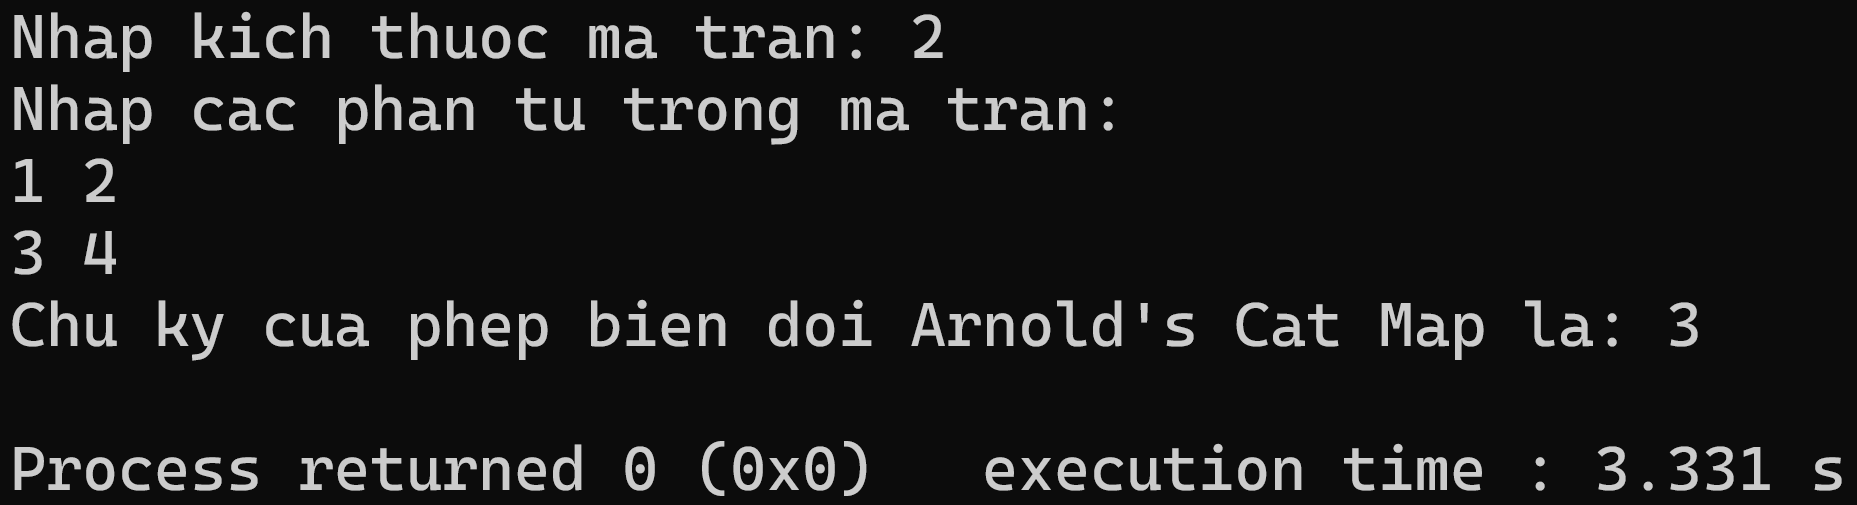 Nhap kich thuoc ma tran: 2
Nhap cac phan tu trong ma tran:
1 2
3 4
Chu ky cua phep bien doi Arnold's Cat Map la: 3
Process returned 0 (0x0)   execution time : 3.331 s